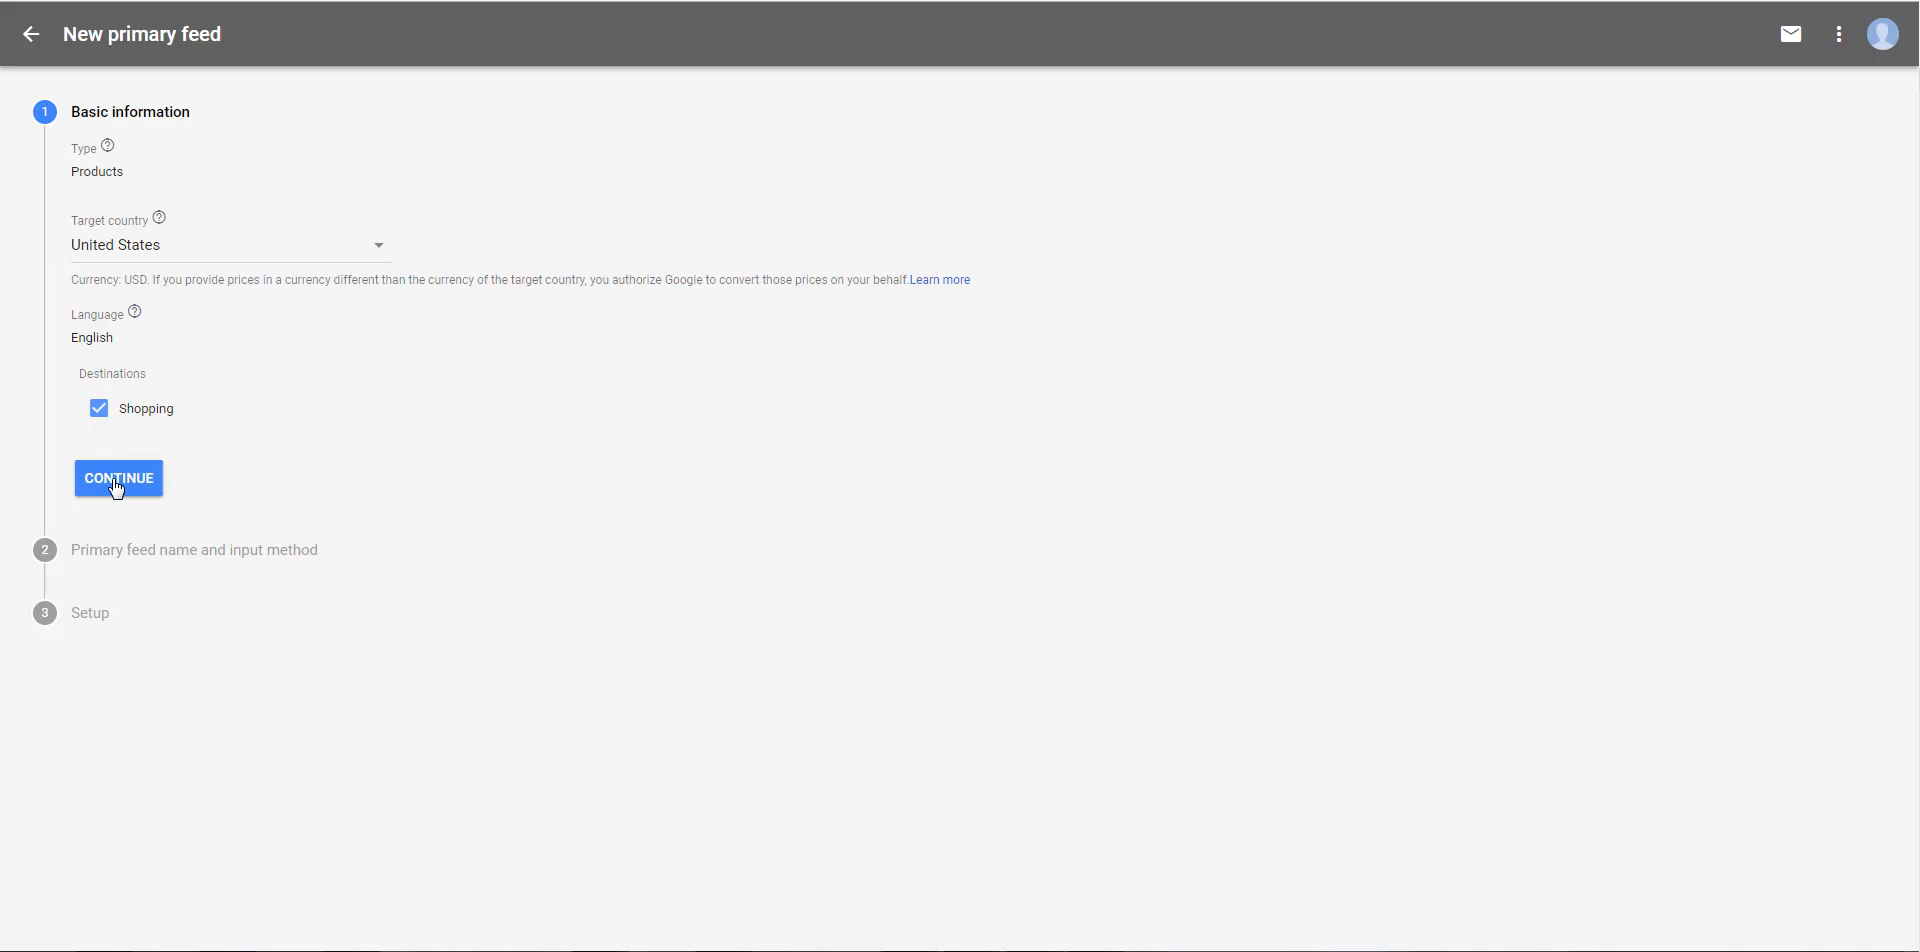 New primary feed
1 Basic information
Type
Products
Target country
United States
Currency: USD. If you provide prices in a currency different than the currency of the target country, you authorize Google to convert those prices on your behalf.Learn more
Language
English
Destinations
Shopping
CONTINUE
2 Primary feed name and input method
3 Setup